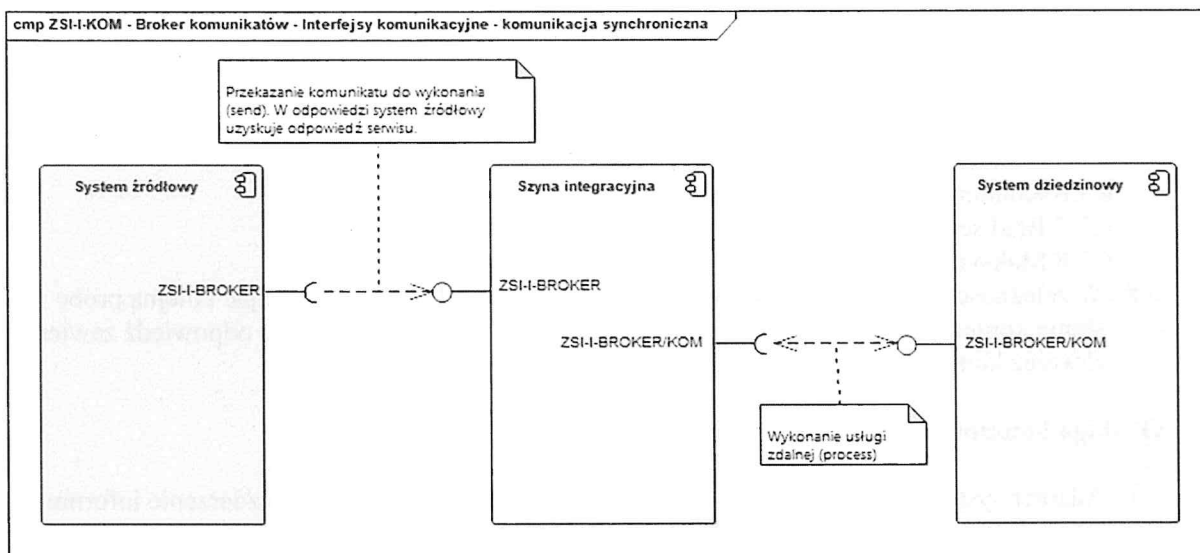 cmp ZSI-I-KOM - Broker komunikatów - Interfejsy komunikacyjne - komunikacja synchroniczna
Przekazanie komunikatu do wykonania
(send). W odpowiedzi system źródłowy
uzyskuje odpowiedź serwisu.
System źródłowy
Szyna integracyjna
System dziedzinowy
ZSI-I-BROKER
ZSI-I-BROKER
ZSI-I-BROKER/KOM
ZSI-I-BROKER/KOM
Wykonanie usługi
zdalnej (process)